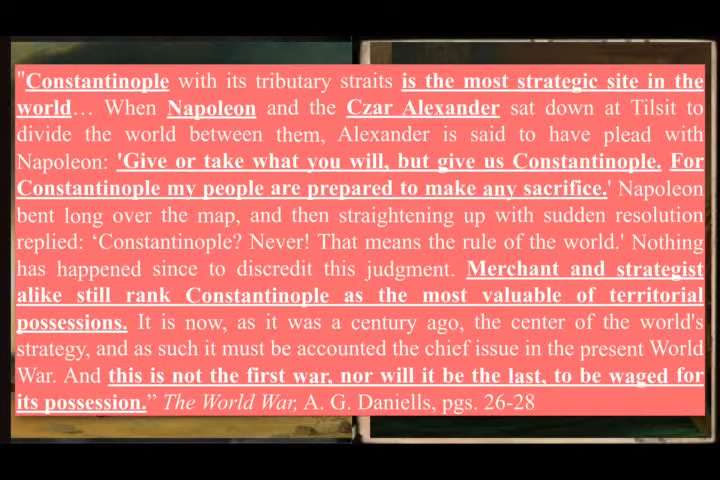 "Constantinople with its tributary straits is the most strategic site in the
world… When Napoleon and the Czar Alexander sat down at Tilsit to
divide the world between them, Alexander is said to have plead with
Napoleon: 'Give or take what you will, but give us Constantinople. For
Constantinople my people are prepared to make any sacrifice.' Napoleon
bent long over the map, and then straightening up with sudden resolution
replied: ‘Constantinople? Never! That means the rule of the world.' Nothing
has happened since to discredit this judgment. Merchant and strategist
alike still rank Constantinople as the most valuable of territorial
possessions. It is now, as it was a century ago, the center of the world's
strategy, and as such it must be accounted the chief issue in the present World
War. And this is not the first war, nor will it be the last, to be waged for
its possession.” The World War, A. G. Daniells, pgs. 26-28